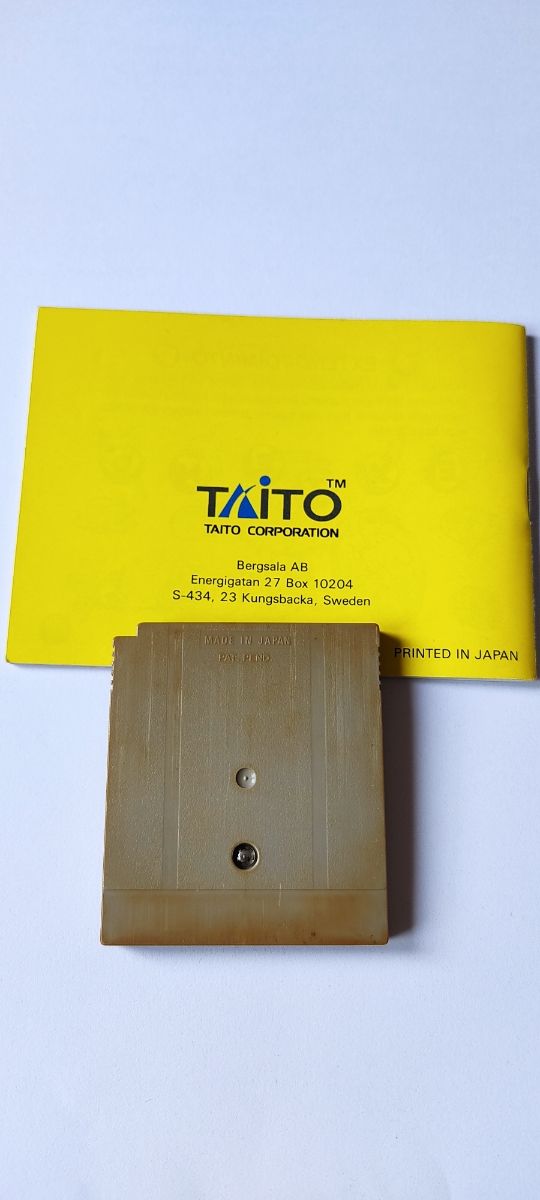 TAITO™
TAITO CORPORATION
Bergsala AB
Energigatan 27 Box 10204
S-434, 23 Kungsbacka, Sweden
PRINTED IN JAPAN
MADE IN JAPAN
PAT. PEND.